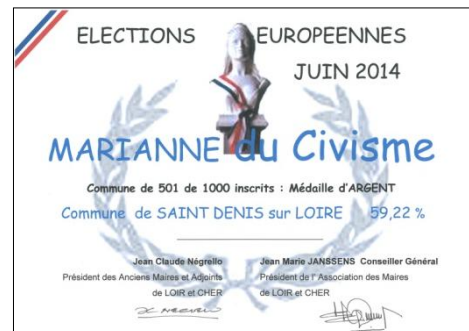 ELECTIONS EUROPEENNES
JUIN 2014
MARIANNE du Civisme
Commune de 501 de 1000 inscrits : Médaille d'ARGENT
Commune de SAINT DENIS sur LOIRE 59,22 %
Jean Claude Négrello
Président des Anciens Maires et Adjoints
de LOIR et CHER
Jean Marie JANSSENS Conseiller Général
Président de l' Association des Maires
de LOIR et CHER